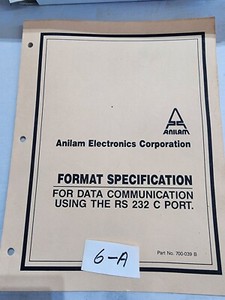 ANILAM
Anilam Electronics Corporation
FORMAT SPECIFICATION
FOR DATA COMMUNICATION
USING THE RS 232 C PORT.
6-A
Part No. 700-039 B